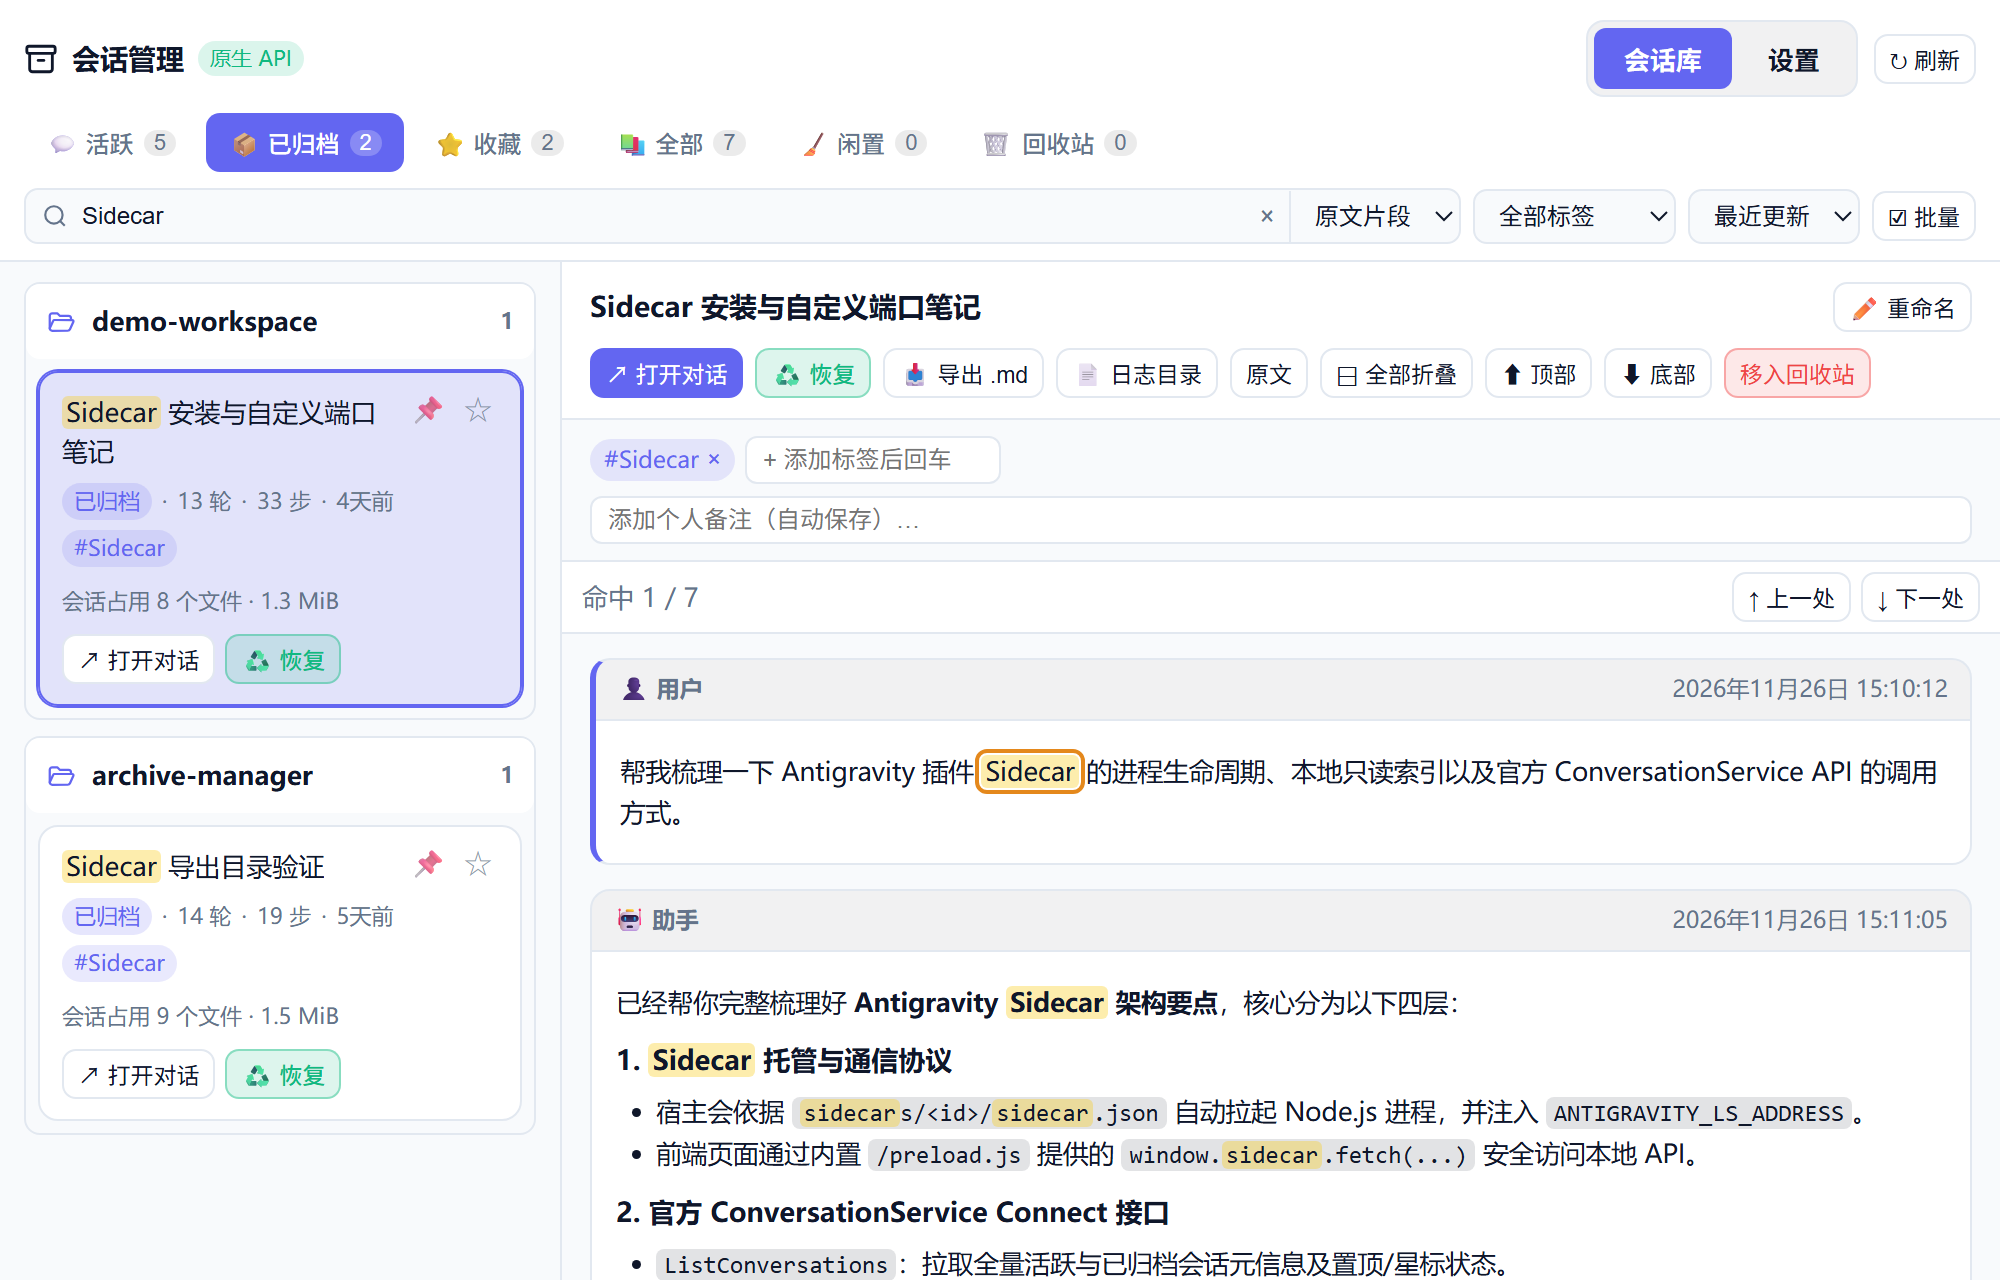 会话管理 原生 API 会话库 设置 ↻ 刷新
活跃 5 已归档 2 收藏 2 全部 7 闲置 0 回收站 0
Sidecar × 原文片段 全部标签 最近更新 ☑ 批量
demo-workspace 1
Sidecar 安装与自定义端口
笔记
已归档 · 13 轮 · 33 步 · 4天前
#Sidecar
会话占用 8 个文件 · 1.3 MiB
↗ 打开对话 恢复
archive-manager 1
Sidecar 导出目录验证
已归档 · 14 轮 · 19 步 · 5天前
#Sidecar
会话占用 9 个文件 · 1.5 MiB
↗ 打开对话 恢复
Sidecar 安装与自定义端口笔记 重命名
↗ 打开对话 恢复 导出 .md 日志目录 原文 日 全部折叠 ⬆ 顶部 ⬇ 底部 移入回收站
#Sidecar × + 添加标签后回车
添加个人备注（自动保存）…
命中 1 / 7 ↑ 上一处 ↓ 下一处
用户 2026年11月26日 15:10:12
帮我梳理一下 Antigravity 插件 Sidecar 的进程生命周期、本地只读索引以及官方 ConversationService API 的调用
方式。
助手 2026年11月26日 15:11:05
已经帮你完整梳理好 Antigravity Sidecar 架构要点，核心分为以下四层：
1. Sidecar 托管与通信协议
• 宿主会依据 sidecars/<id>/sidecar.json 自动拉起 Node.js 进程，并注入 ANTIGRAVITY_LS_ADDRESS。
• 前端页面通过内置 /preload.js 提供的 window.sidecar.fetch(...) 安全访问本地 API。
2. 官方 ConversationService Connect 接口
• ListConversations：拉取全量活跃与已归档会话元信息及置顶/星标状态。